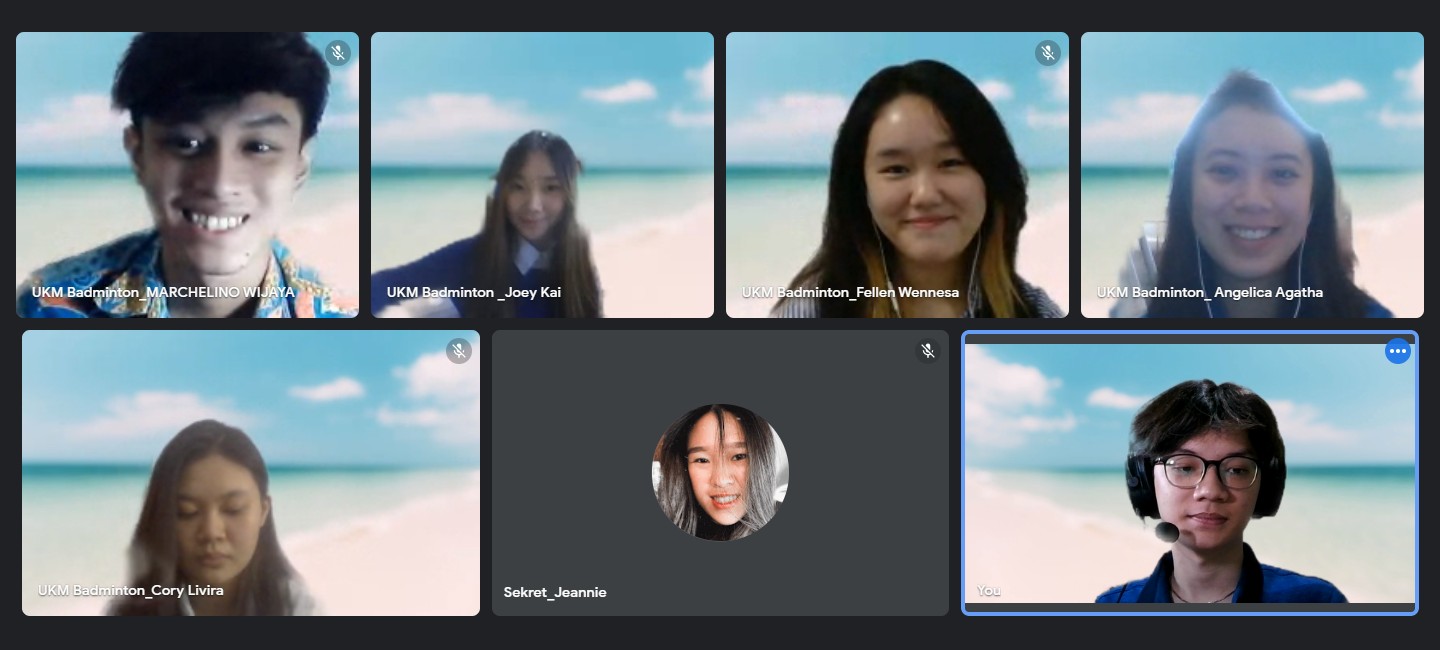 UKM Badminton_MARCHELINO WIJAYA
UKM Badminton _Joey Kai
UKM Badminton_Fellen Wennesa
UKM Badminton_ Angelica Agatha
UKM Badminton_Cory Livira
Sekret_Jeannie
You